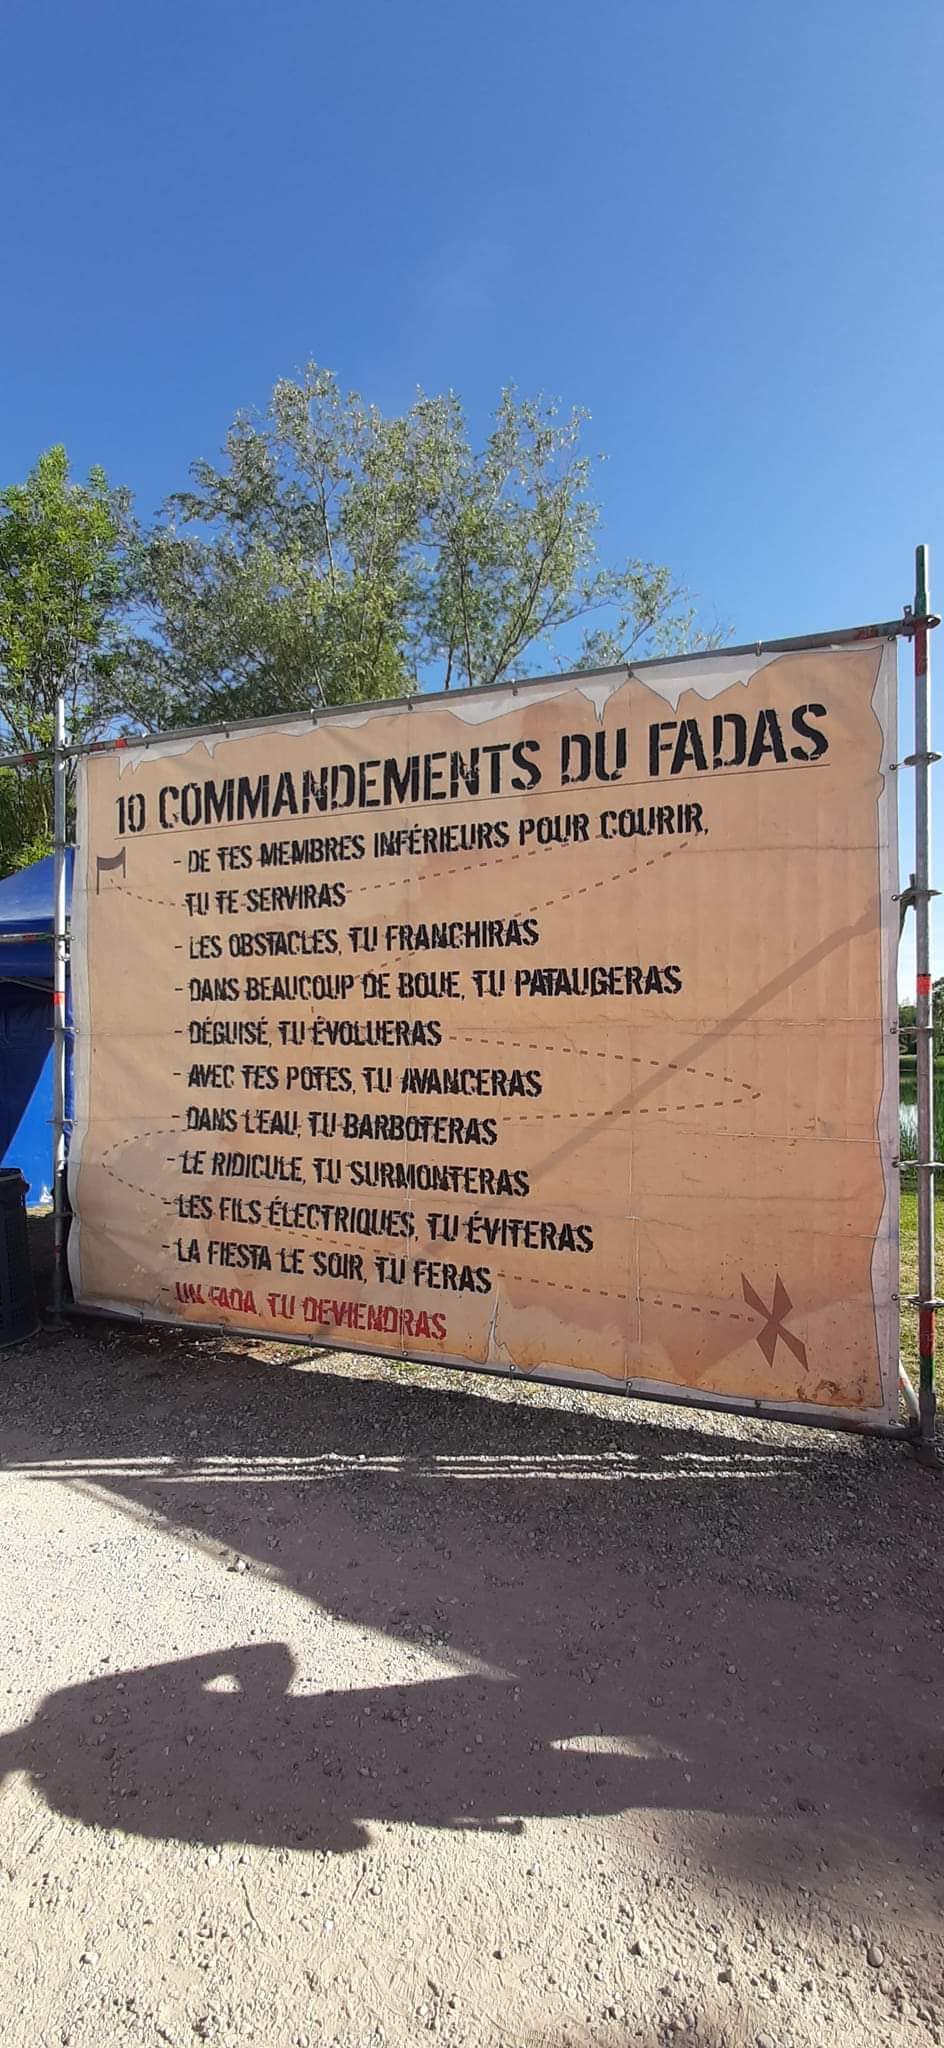 10 COMMANDEMENTS DU FADAS
- DE TES MEMBRES INFÉRIEURS POUR COURIR,
TU TE SERVIRAS
- LES OBSTACLES, TU FRANCHIRAS
- DANS BEAUCOUP DE BOUE, TU PATAUGERAS
- DÉGUISÉ, TU ÉVOLUERAS
- AVEC TES POTES, TU AVANCERAS
- DANS L'EAU, TU BARBOTERAS
- LE RIDICULE, TU SURMONTERAS
- LES FILS ÉLECTRIQUES, TU ÉVITERAS
- LA FIESTA LE SOIR, TU FERAS
- UN FADA, TU DEVIENDRAS